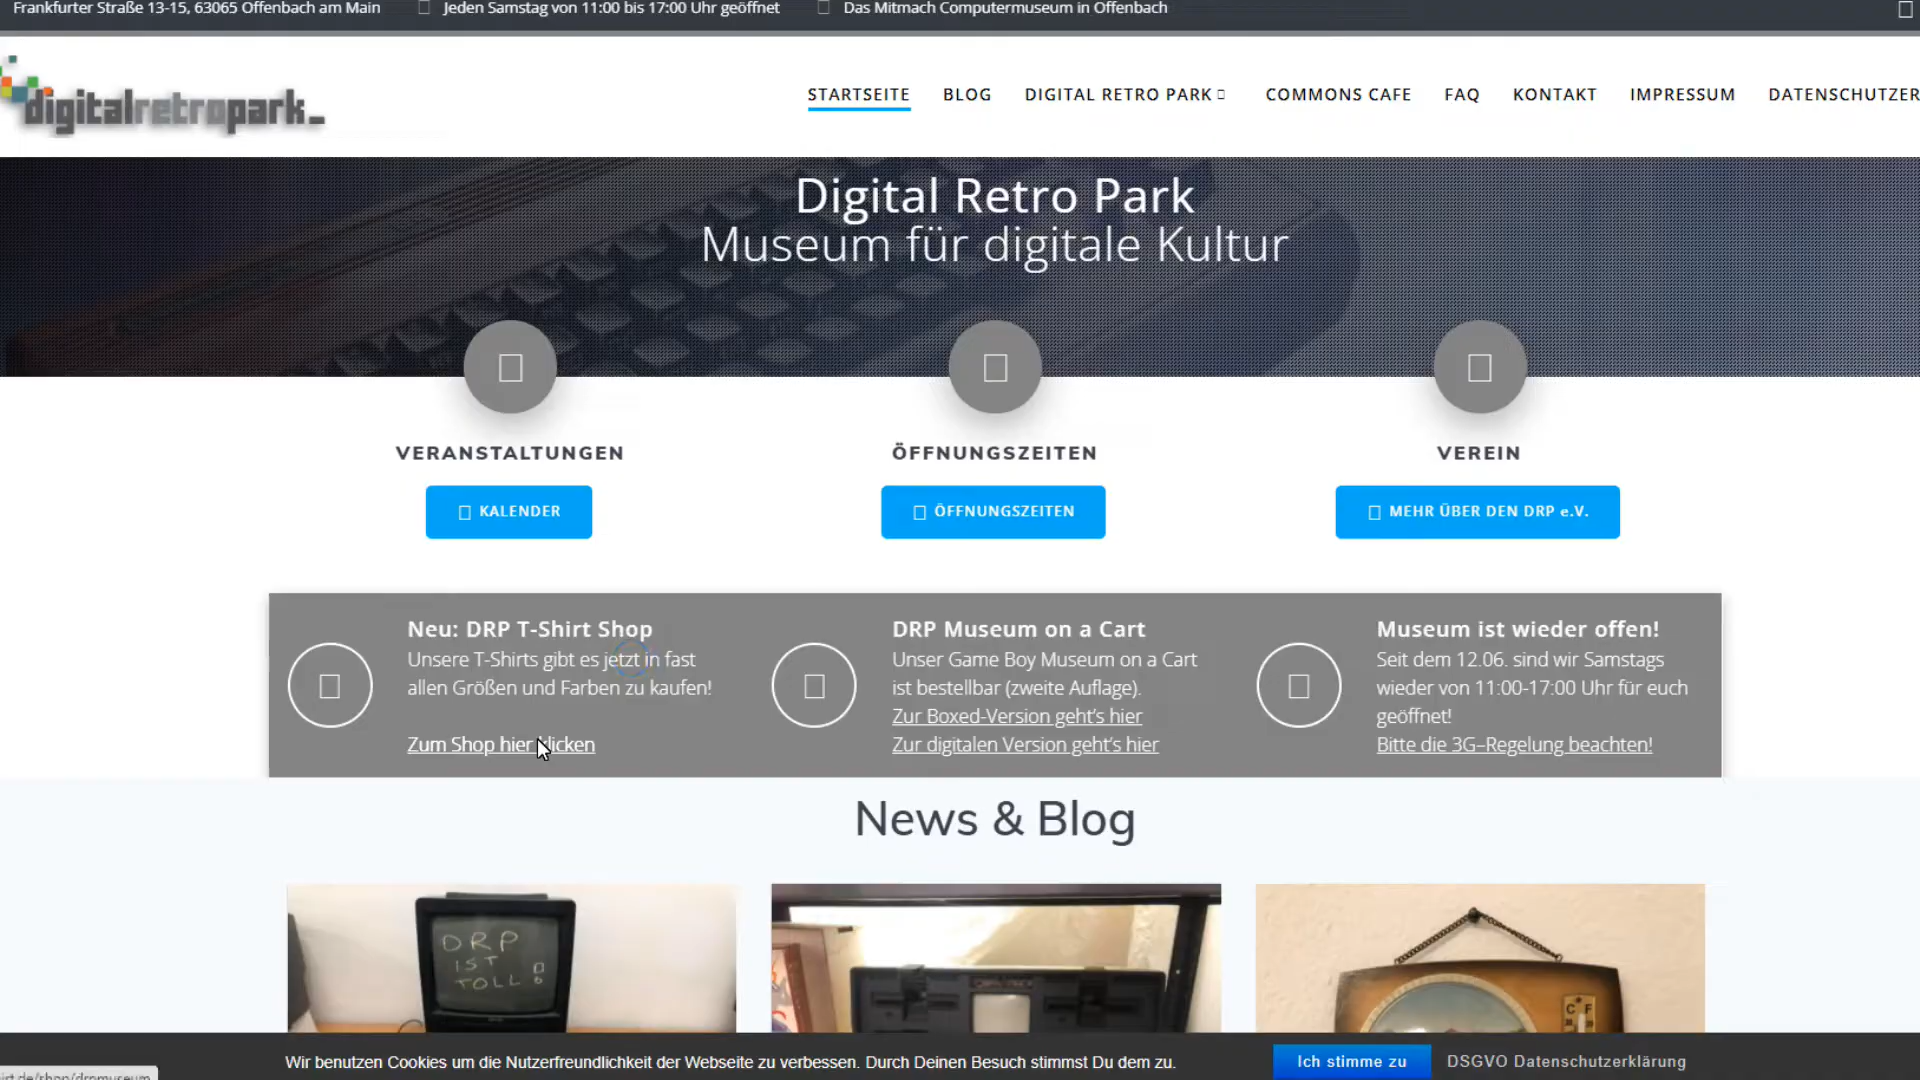 Frankfurter Straße 13-15, 63065 Offenbach am Main
Jeden Samstag von 11:00 bis 17:00 Uhr geöffnet
Das Mitmach Computermuseum in Offenbach
digitalretropark_
STARTSEITE
BLOG
DIGITAL RETRO PARK
COMMONS CAFE
FAQ
KONTAKT
IMPRESSUM
DATENSCHUTZER
Digital Retro Park
Museum für digitale Kultur
VERANSTALTUNGEN
KALENDER
ÖFFNUNGSZEITEN
ÖFFNUNGSZEITEN
VEREIN
MEHR ÜBER DEN DRP e.V.
Neu: DRP T-Shirt Shop
Unsere T-Shirts gibt es jetzt in fast
allen Größen und Farben zu kaufen!
Zum Shop hier klicken
DRP Museum on a Cart
Unser Game Boy Museum on a Cart
ist bestellbar (zweite Auflage).
Zur Boxed-Version geht's hier
Zur digitalen Version geht's hier
Museum ist wieder offen!
Seit dem 12.06. sind wir Samstags
wieder von 11:00-17:00 Uhr für euch
geöffnet!
Bitte die 3G–Regelung beachten!
News & Blog
DRP
IST
TOLL
C F
Wir benutzen Cookies um die Nutzerfreundlichkeit der Webseite zu verbessen. Durch Deinen Besuch stimmst Du dem zu.
Ich stimme zu
DSGVO Datenschutzerklärung